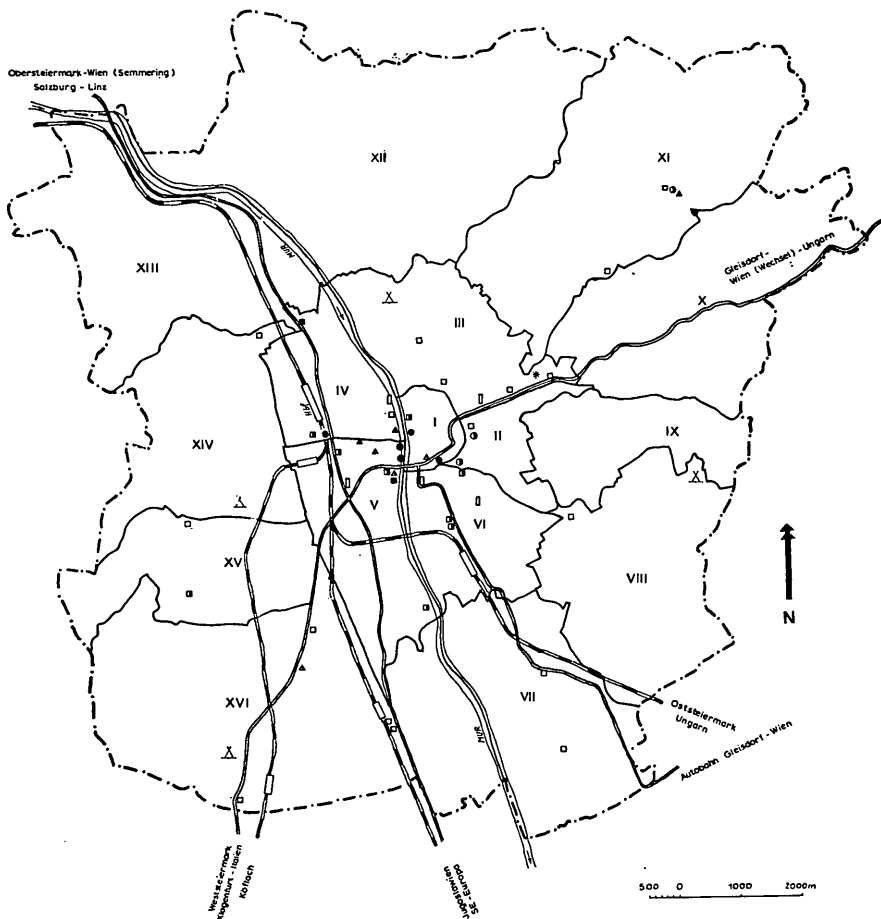 Obersteiermark-Wien (Semmering)
Salzburg - Linz
XII
XI
Gleisdorf-
Wien (Wechsel) - Ungarn
X
XIII
MUR
III
IV
Hbf
I
II
IX
XIV
V
VI
VIII
XV
N
XVI
VII
MUR
Oststeiermark
Ungarn
Autobahn Gleisdorf-Wien
Weststeiermark
Klagenfurt-Italien
Köflach
Jugoslawien
SE-Europa
500 0 1000 2000m